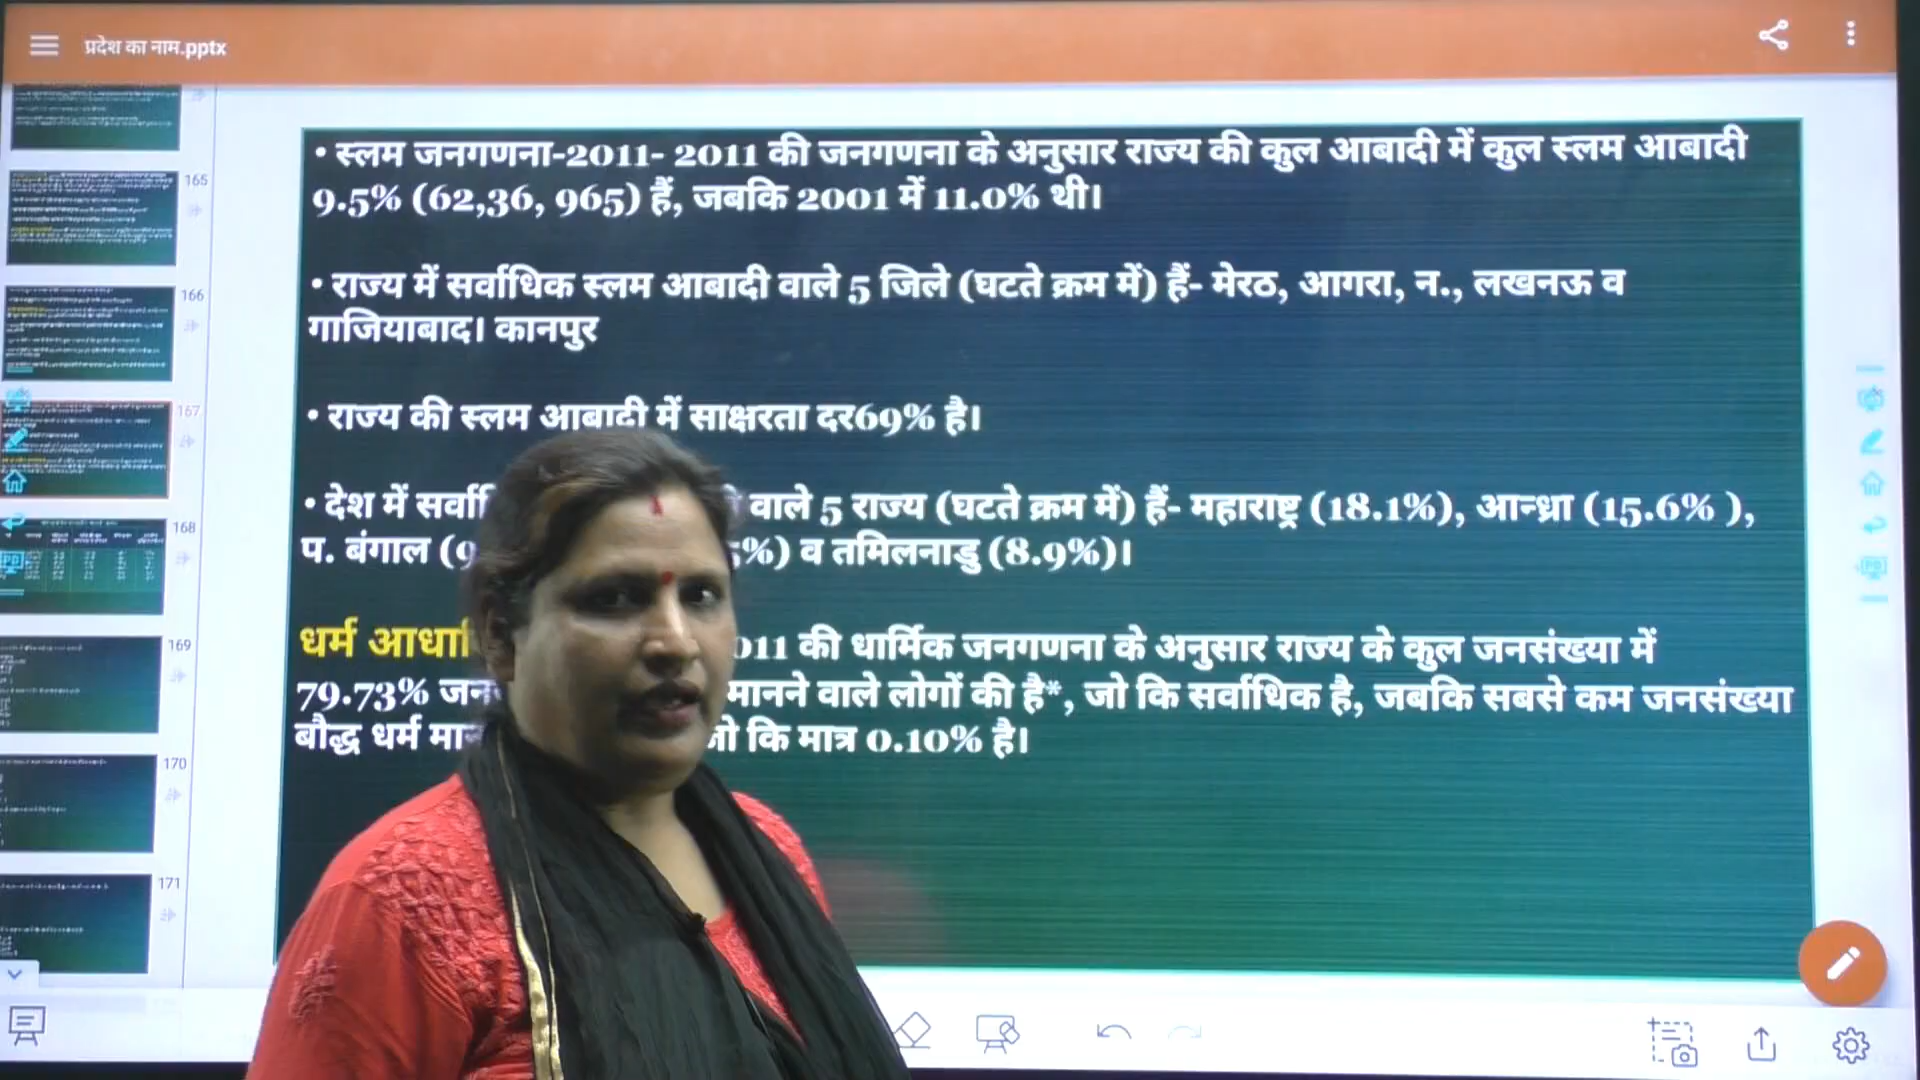 प्रदेश का नाम.pptx
• स्लम जनगणना-2011- 2011 की जनगणना के अनुसार राज्य की कुल आबादी में कुल स्लम आबादी
9.5% (62,36, 965) हैं, जबकि 2001 में 11.0% थी।
• राज्य में सर्वाधिक स्लम आबादी वाले 5 जिले (घटते क्रम में) हैं- मेरठ, आगरा, न., लखनऊ व
गाजियाबाद। कानपुर
• राज्य की स्लम आबादी में साक्षरता दर69% है।
• देश में वाले 5 राज्य (घटते क्रम में) हैं- महाराष्ट्र (18.1%), आन्ध्रा (15.6% ),
प. बंगाल (9 %) व तमिलनाडु (8.9%)।
धर्म 011 की धार्मिक जनगणना के अनुसार राज्य के कुल जनसंख्या में
79.73% मानने वाले लोगों की है*, जो कि सर्वाधिक है, जबकि सबसे कम जनसंख्या
बौद्ध धर्म जो कि मात्र 0.10% है।
165
166
167
168
169
170
171